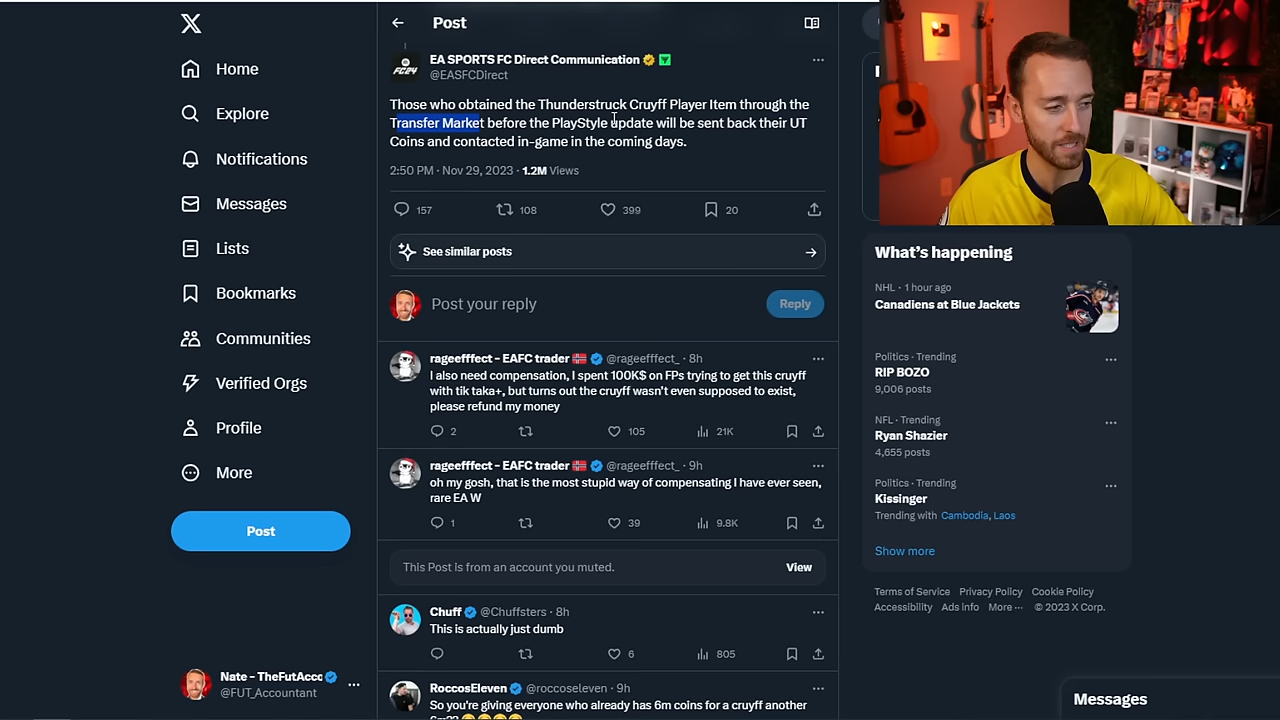 Post
EA SPORTS FC Direct Communication
@EASFCDirect
Those who obtained the Thunderstruck Cruyff Player Item through the
Transfer Market before the PlayStyle update will be sent back their UT
Coins and contacted in-game in the coming days.
2:50 PM · Nov 29, 2023 · 1.2M Views
157 108 399 20
See similar posts
Post your reply
Reply
rageefffect – EAFC trader @rageefffect_ · 8h
I also need compensation, I spent 100K$ on FPs trying to get this cruyff
with tik taka+, but turns out the cruyff wasn't even supposed to exist,
please refund my money
2 105 21K
rageefffect – EAFC trader @rageefffect_ · 9h
oh my gosh, that is the most stupid way of compensating I have ever seen,
rare EA W
1 39 9.8K
This Post is from an account you muted.
View
Chuff @Chuffsters · 8h
This is actually just dumb
6 805
RoccosEleven @roccoseleven · 9h
So you're giving everyone who already has 6m coins for a cruyff another
Home
Explore
Notifications
Messages
Lists
Bookmarks
Communities
Verified Orgs
Profile
More
Post
Nate – TheFutAcc
@FUT_Accountant
What's happening
NHL · 1 hour ago
Canadiens at Blue Jackets
Politics · Trending
RIP BOZO
9,006 posts
NFL · Trending
Ryan Shazier
4,655 posts
Politics · Trending
Kissinger
Trending with Cambodia, Laos
Show more
Terms of Service Privacy Policy Cookie Policy
Accessibility Ads info More ··· © 2023 X Corp.
Messages